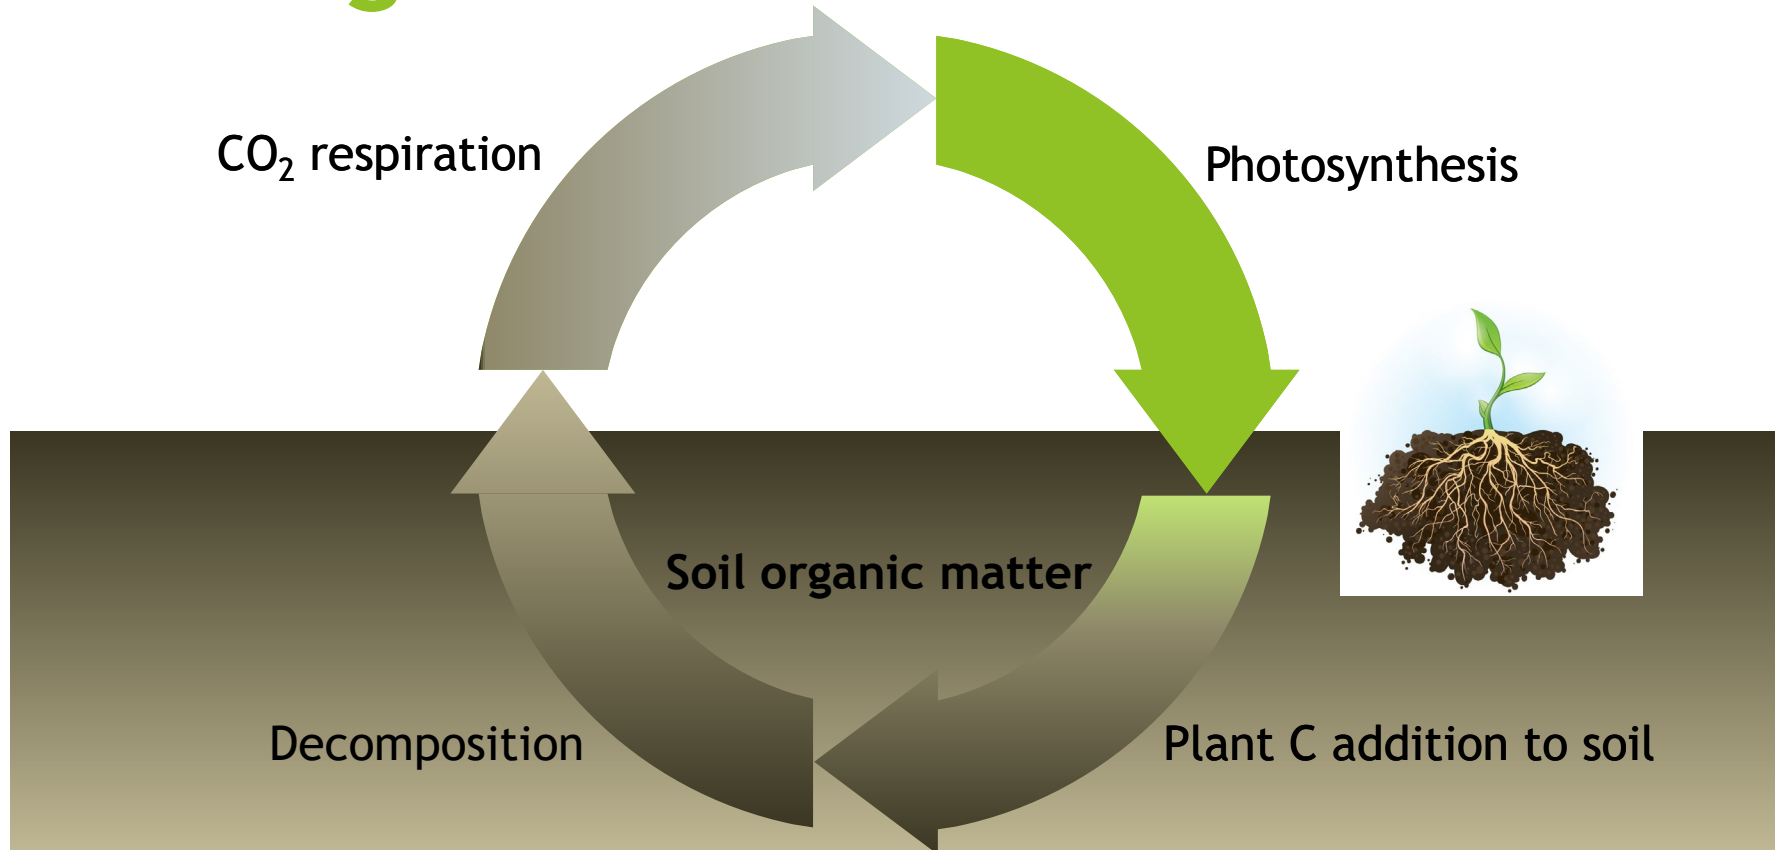 CO₂ respiration
Photosynthesis
Soil organic matter
Decomposition
Plant C addition to soil